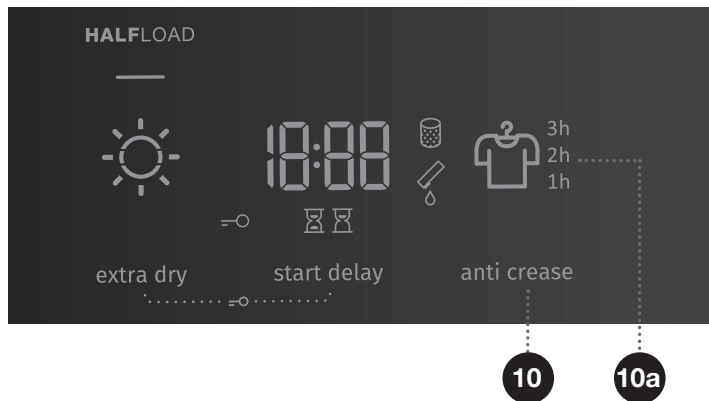 HALFLOAD
18:88
3h
2h
1h
extra dry
start delay
anti crease
10
10a